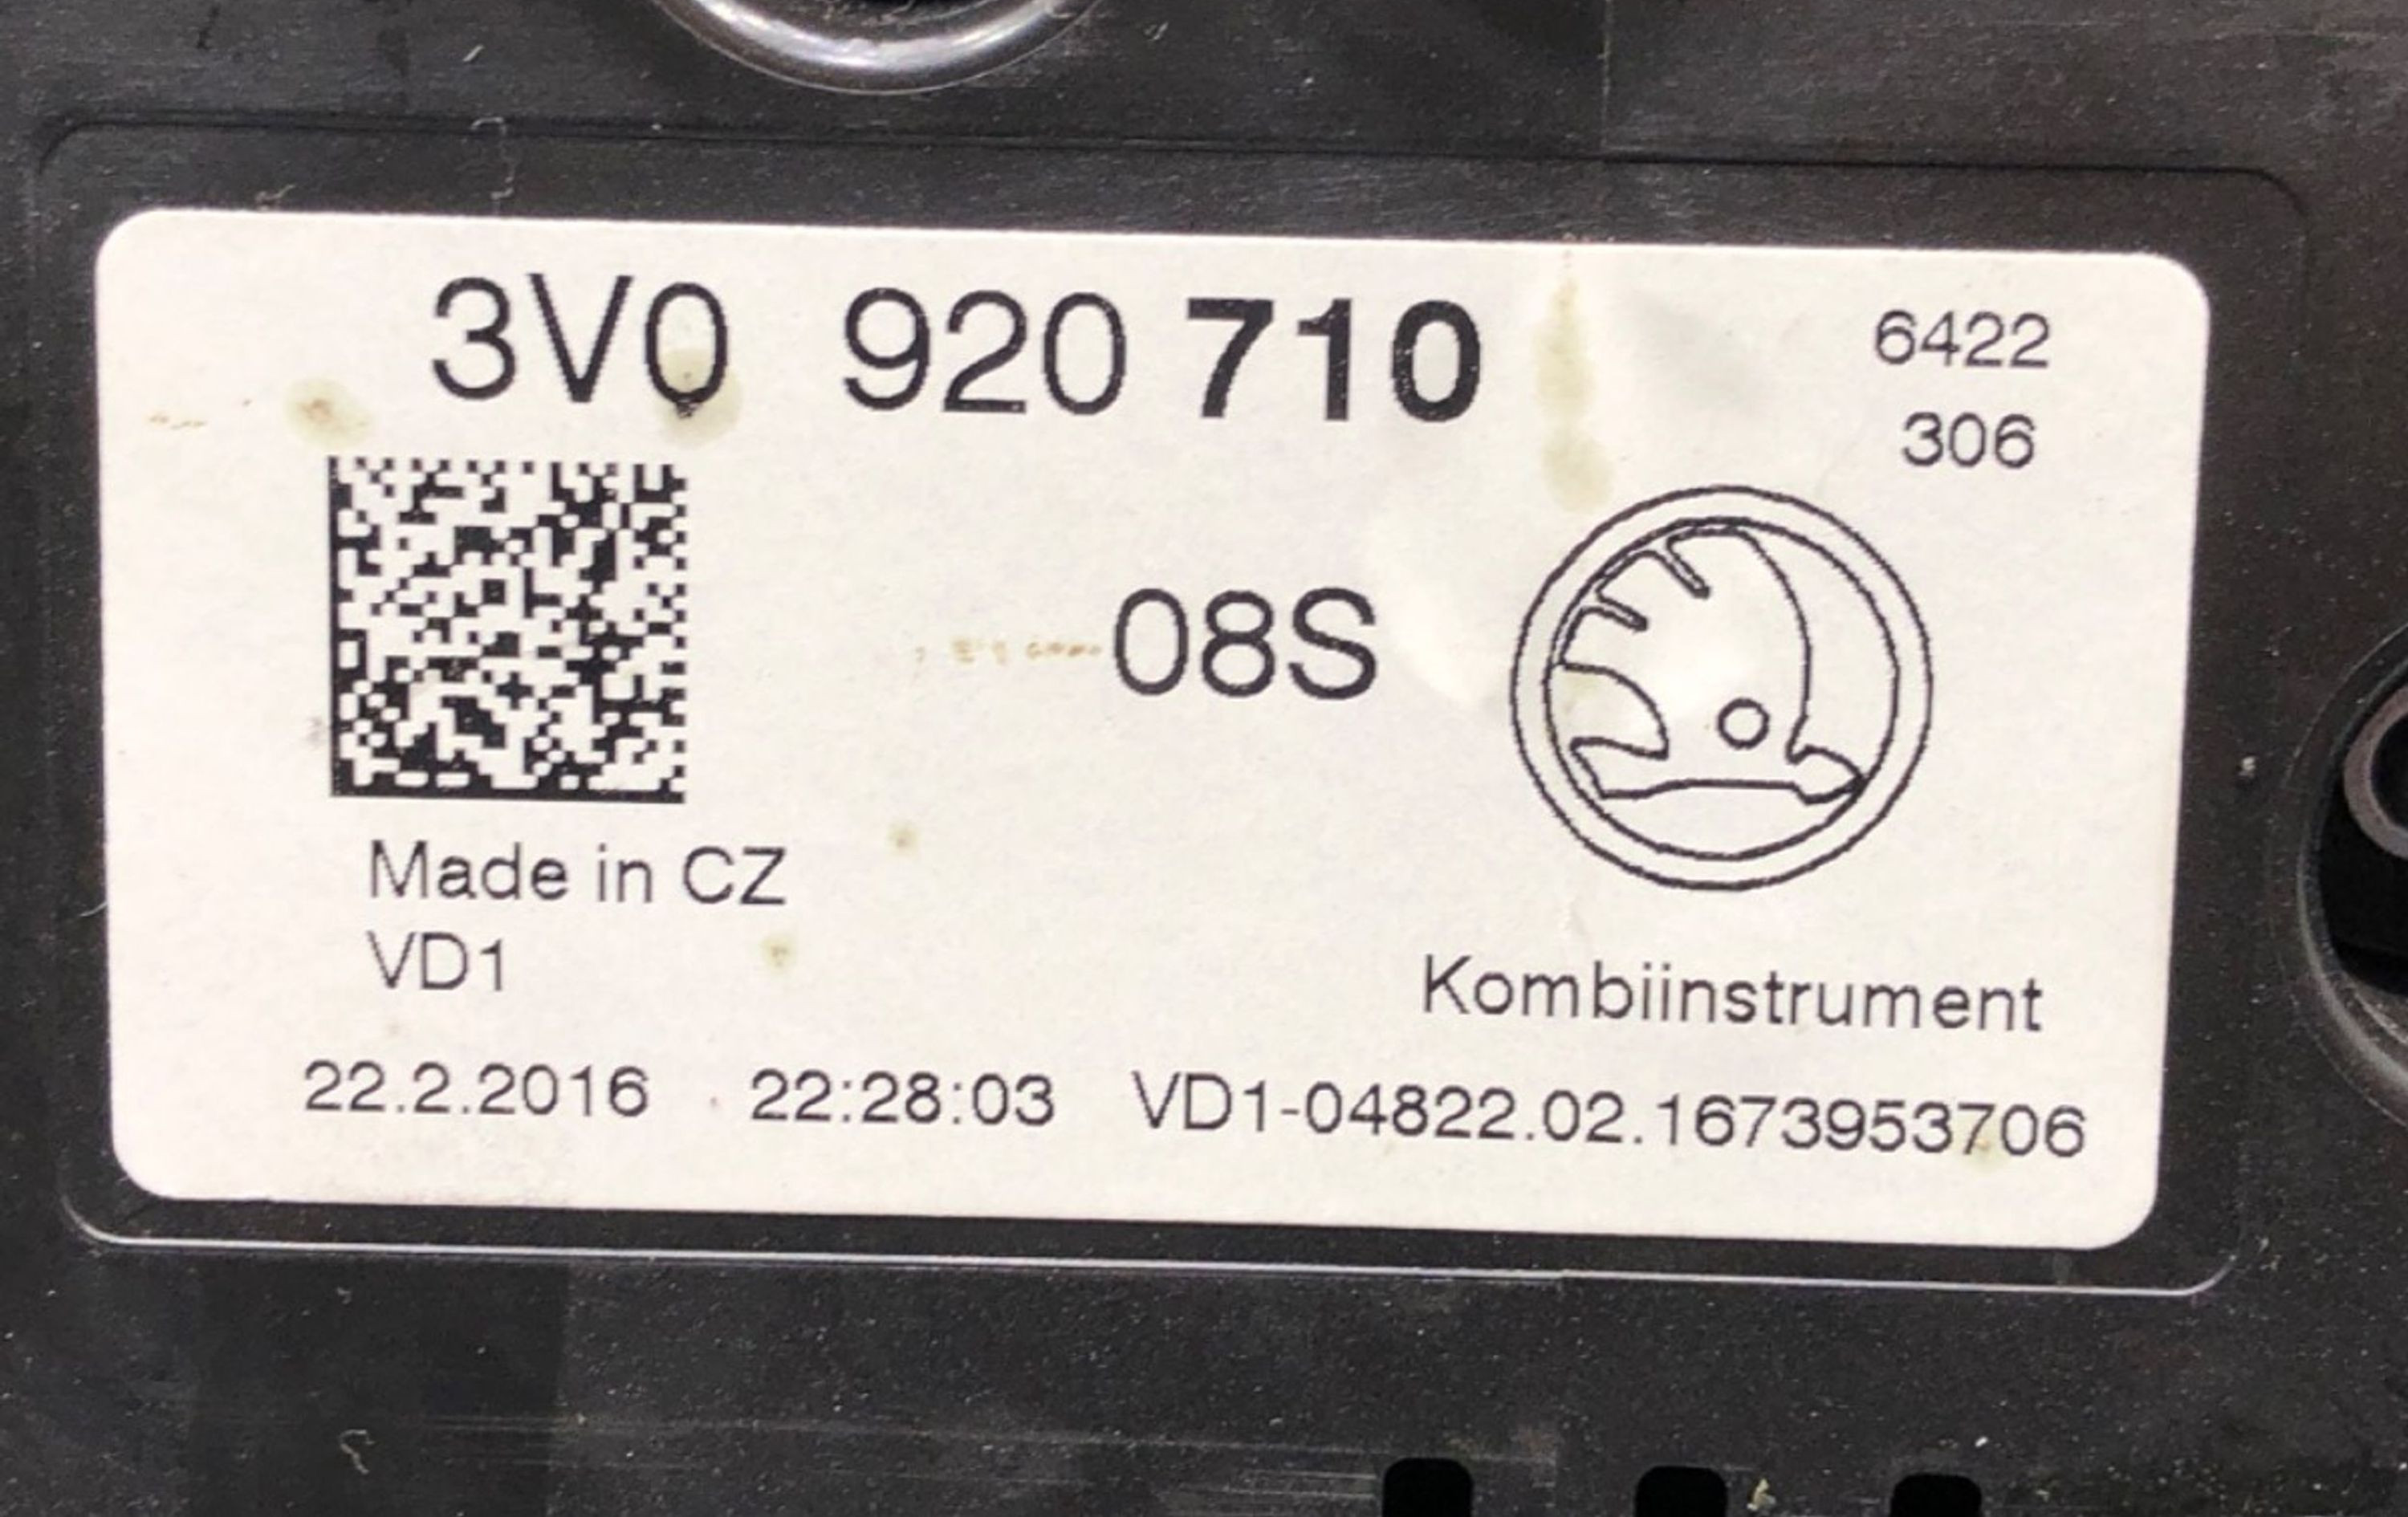 3V0 920 710
6422
306
08S
Made in CZ
VD1
Kombiinstrument
22.2.2016 22:28:03 VD1-04822.02.1673953706